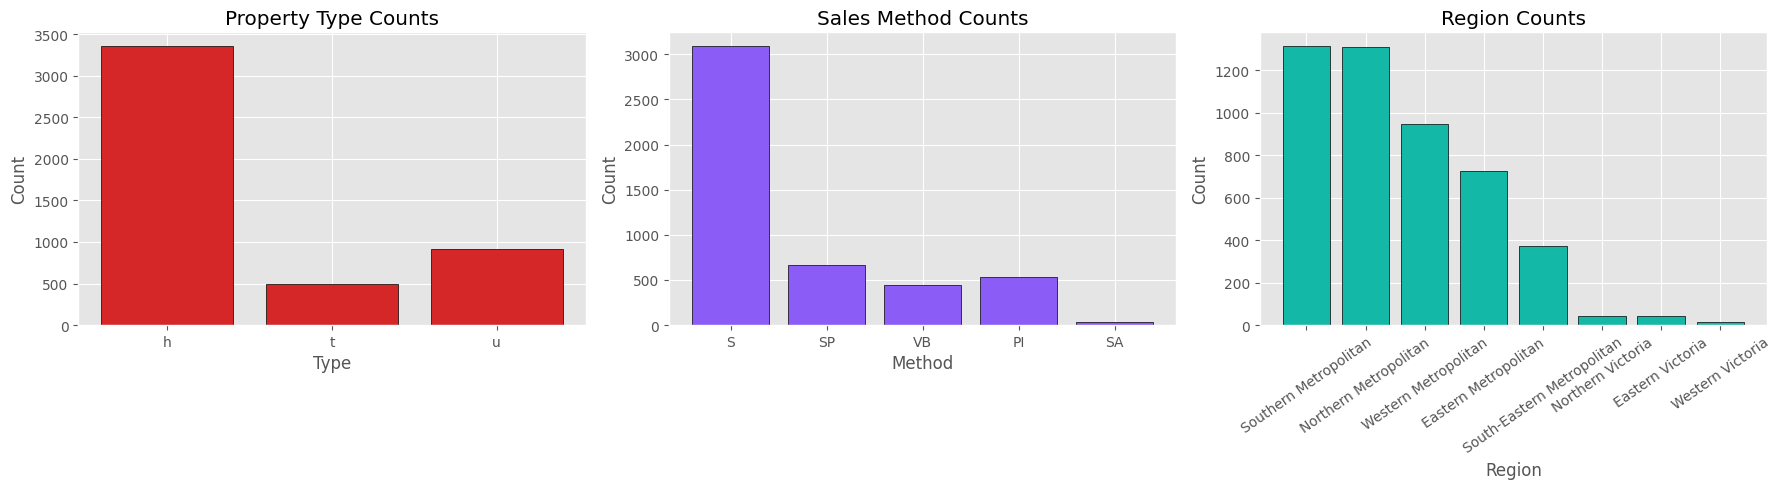 Property Type Counts
3500
3000
2500
2000
1500
1000
500
0
Count
h t u
Type
Sales Method Counts
3000
2500
2000
1500
1000
500
0
Count
S SP VB PI SA
Method
Region Counts
1200
1000
800
600
400
200
0
Count
Southern Metropolitan
Northern Metropolitan
Western Metropolitan
Eastern Metropolitan
South-Eastern Metropolitan
Northern Victoria
Eastern Victoria
Western Victoria
Region